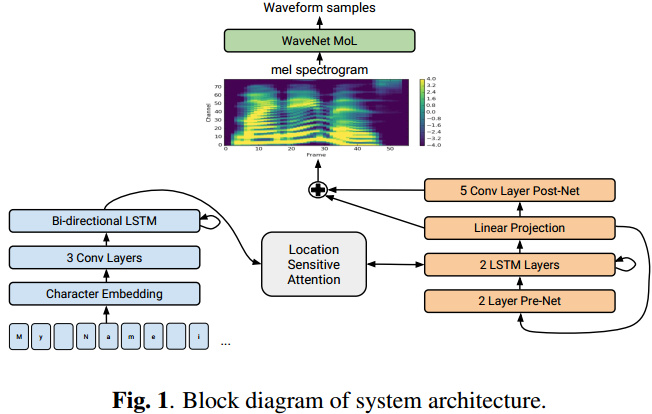 Waveform samples
WaveNet MoL
mel spectrogram
Channel
70
60
50
40
30
20
10
0
0 10 20 30 40 50
Frame
4.0
3.2
2.4
1.6
0.8
0.0
−0.8
−1.6
−2.4
−3.2
−4.0
5 Conv Layer Post-Net
Bi-directional LSTM
Linear Projection
3 Conv Layers
Location
Sensitive
Attention
2 LSTM Layers
Character Embedding
2 Layer Pre-Net
M y N a m e i ...
Fig. 1. Block diagram of system architecture.